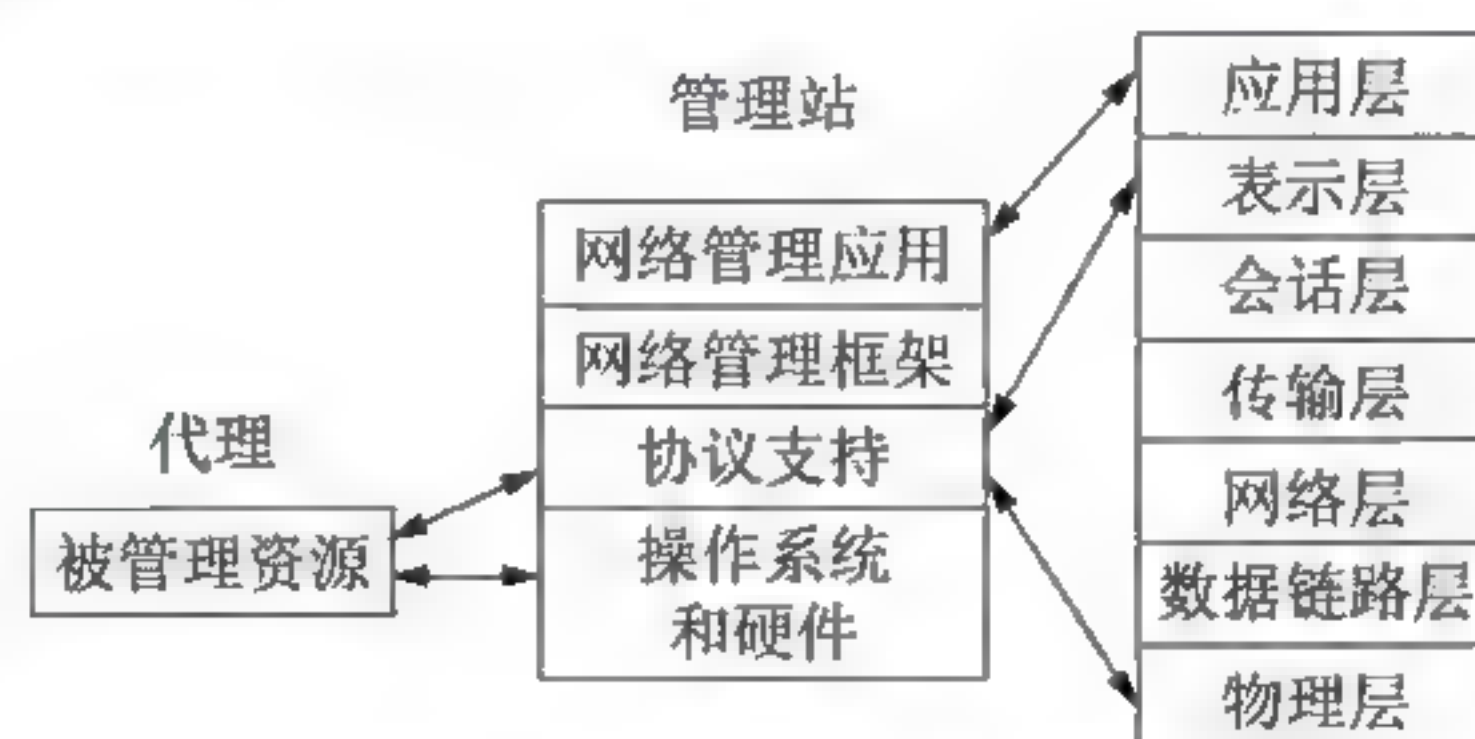 管理站
网络管理应用
网络管理框架
协议支持
操作系统
和硬件
代理
被管理资源
应用层
表示层
会话层
传输层
网络层
数据链路层
物理层